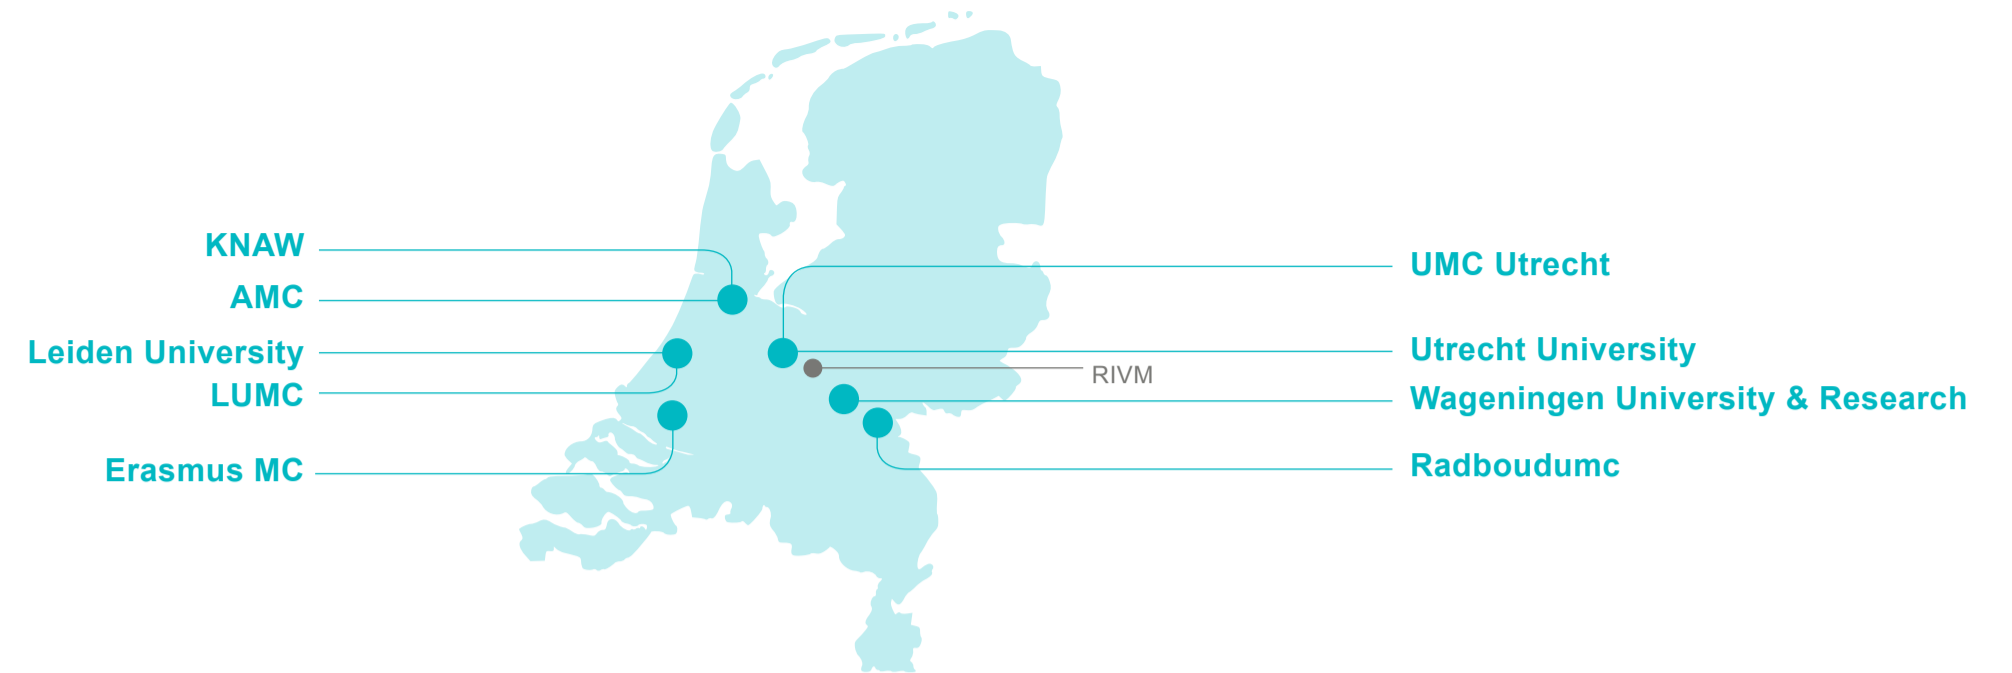 KNAW
AMC
Leiden University
LUMC
Erasmus MC
UMC Utrecht
Utrecht University
RIVM
Wageningen University & Research
Radboudumc